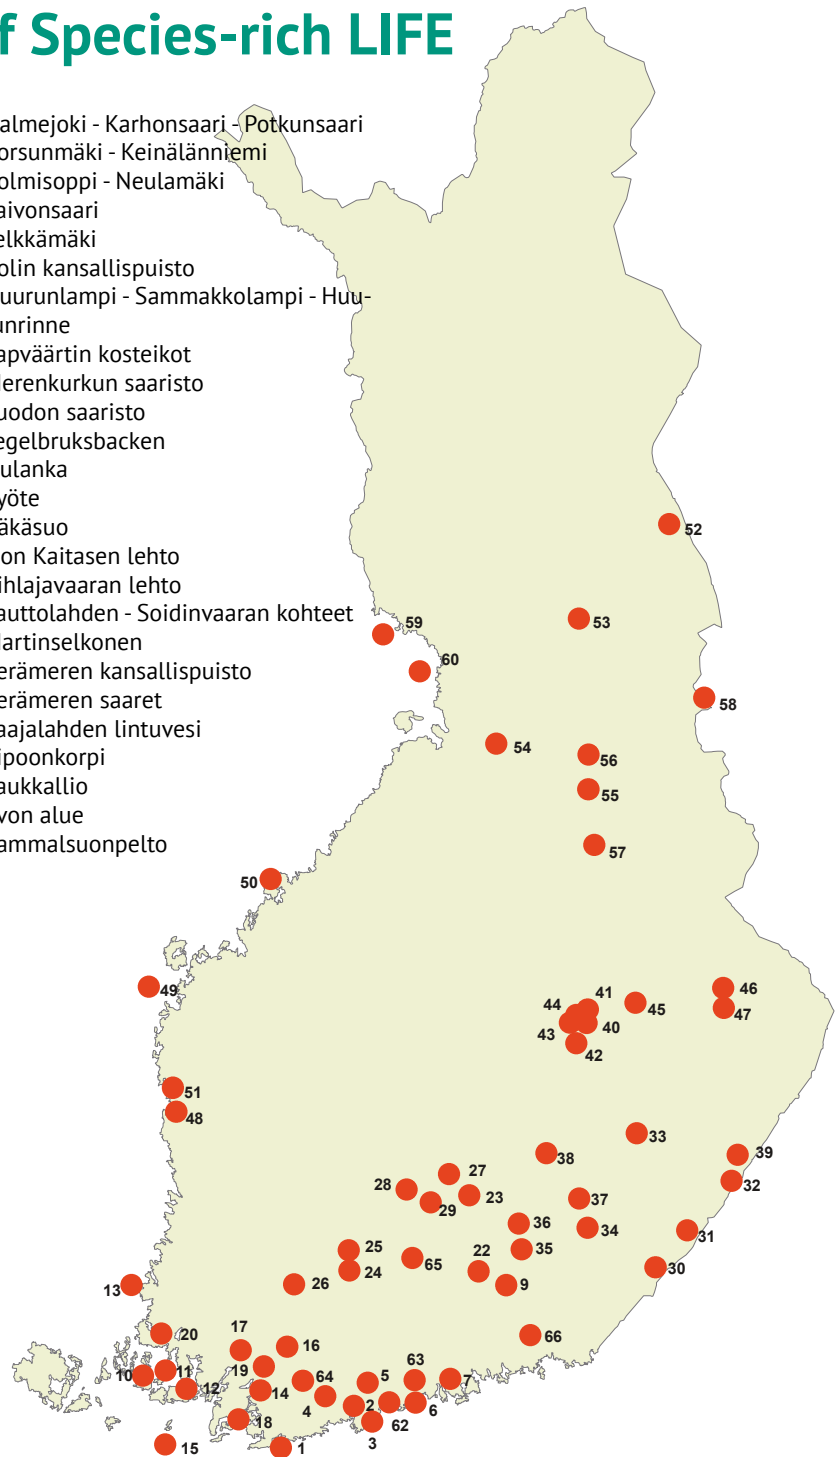 f Species-rich LIFE
almejoki - Karhonsaari - Potkunsaari
orsunmäki - Keinälänniemi
olmisoppi - Neulamäki
aivonsaari
elkkämäki
olin kansallispuisto
uurunlampi - Sammakkolampi - Huu-
unrinne
apväärtin kosteikot
erenkurkun saaristo
uodon saaristo
egelbruksbacken
ulanka
yöte
äkäsuo
on Kaitasen lehto
ihlajavaaran lehto
auttolahden - Soidinvaaran kohteet
artinselkonen
erämeren kansallispuisto
erämeren saaret
aajalahden lintuvesi
ipoonkorpi
aukkallio
von alue
ammalsuonpelto
52
53
59
60
58
54
56
55
57
50
49
46
47
45
41
44
40
43
42
51
48
33
39
38
32
27
28
23
29
37
36
34
31
35
25
22
65
24
30
26
9
13
20
66
17
16
19
63
11
10
64
5
7
12
14
4
2
6
62
18
3
15
1